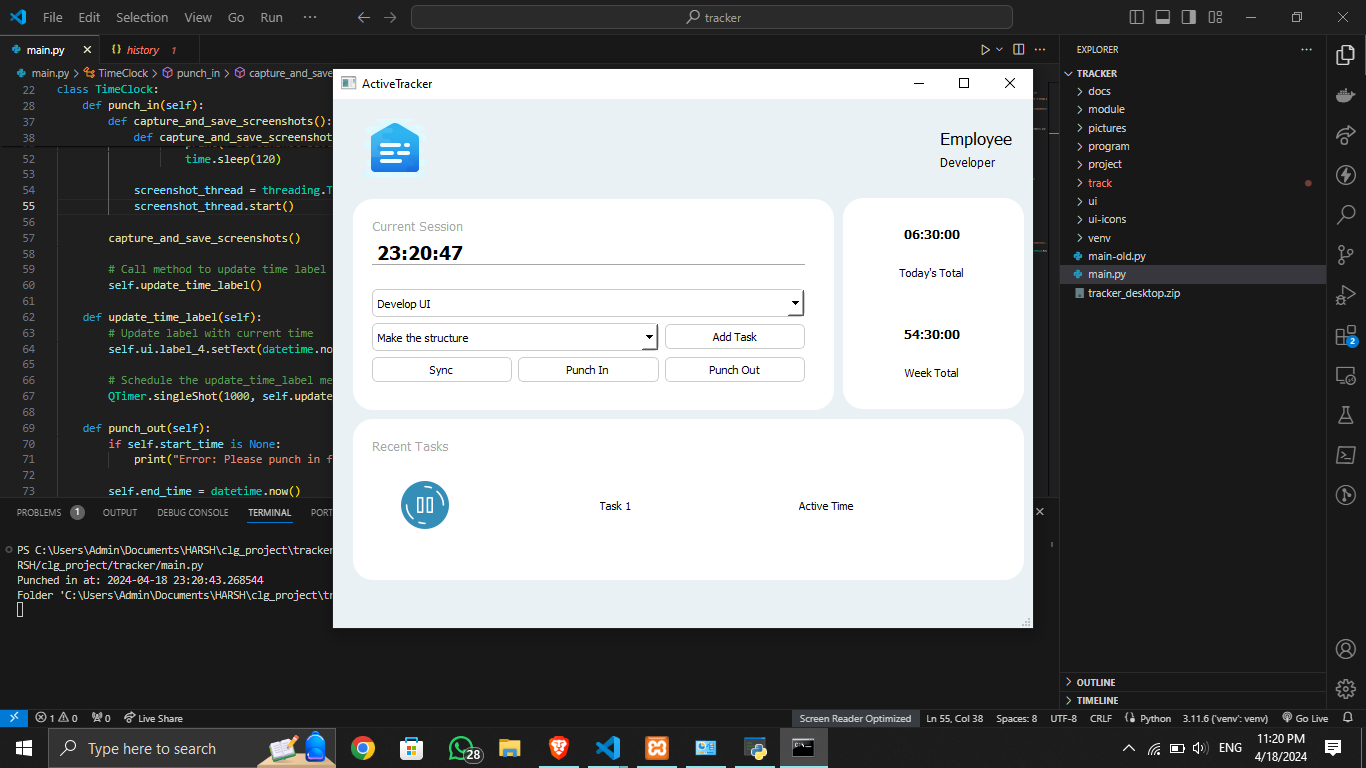 File Edit Selection View Go Run ···
tracker
main.py
{} history 1
main.py > TimeClock > punch_in > capture_and_save
22 class TimeClock:
28 def punch_in(self):
37 def capture_and_save_screenshots():
38 def capture_and_save_screenshot
52 time.sleep(120)
53
54 screenshot_thread = threading.T
55 screenshot_thread.start()
56
57 capture_and_save_screenshots()
58
59 # Call method to update time label
60 self.update_time_label()
61
62 def update_time_label(self):
63 # Update label with current time
64 self.ui.label_4.setText(datetime.no
65
66 # Schedule the update_time_label me
67 QTimer.singleShot(1000, self.update
68
69 def punch_out(self):
70 if self.start_time is None:
71 print("Error: Please punch in f
72
73 self.end_time = datetime.now()
ActiveTracker
Employee
Developer
Current Session
23:20:47
Develop UI
Make the structure
Add Task
Sync
Punch In
Punch Out
06:30:00
Today's Total
54:30:00
Week Total
Recent Tasks
Task 1
Active Time
PROBLEMS 1 OUTPUT DEBUG CONSOLE TERMINAL PORT
PS C:\Users\Admin\Documents\HARSH\clg_project\tracker
RSH/clg_project/tracker/main.py
Punched in at: 2024-04-18 23:20:43.268544
Folder 'C:\Users\Admin\Documents\HARSH\clg_project\tr
EXPLORER
TRACKER
docs
module
pictures
program
project
track
ui
ui-icons
venv
main-old.py
main.py
tracker_desktop.zip
OUTLINE
TIMELINE
2
1 0 0 Live Share
Screen Reader Optimized
Ln 55, Col 38
Spaces: 8
UTF-8
CRLF
Python
3.11.6 ('venv': venv)
Go Live
Type here to search
28
ENG
11:20 PM
4/18/2024